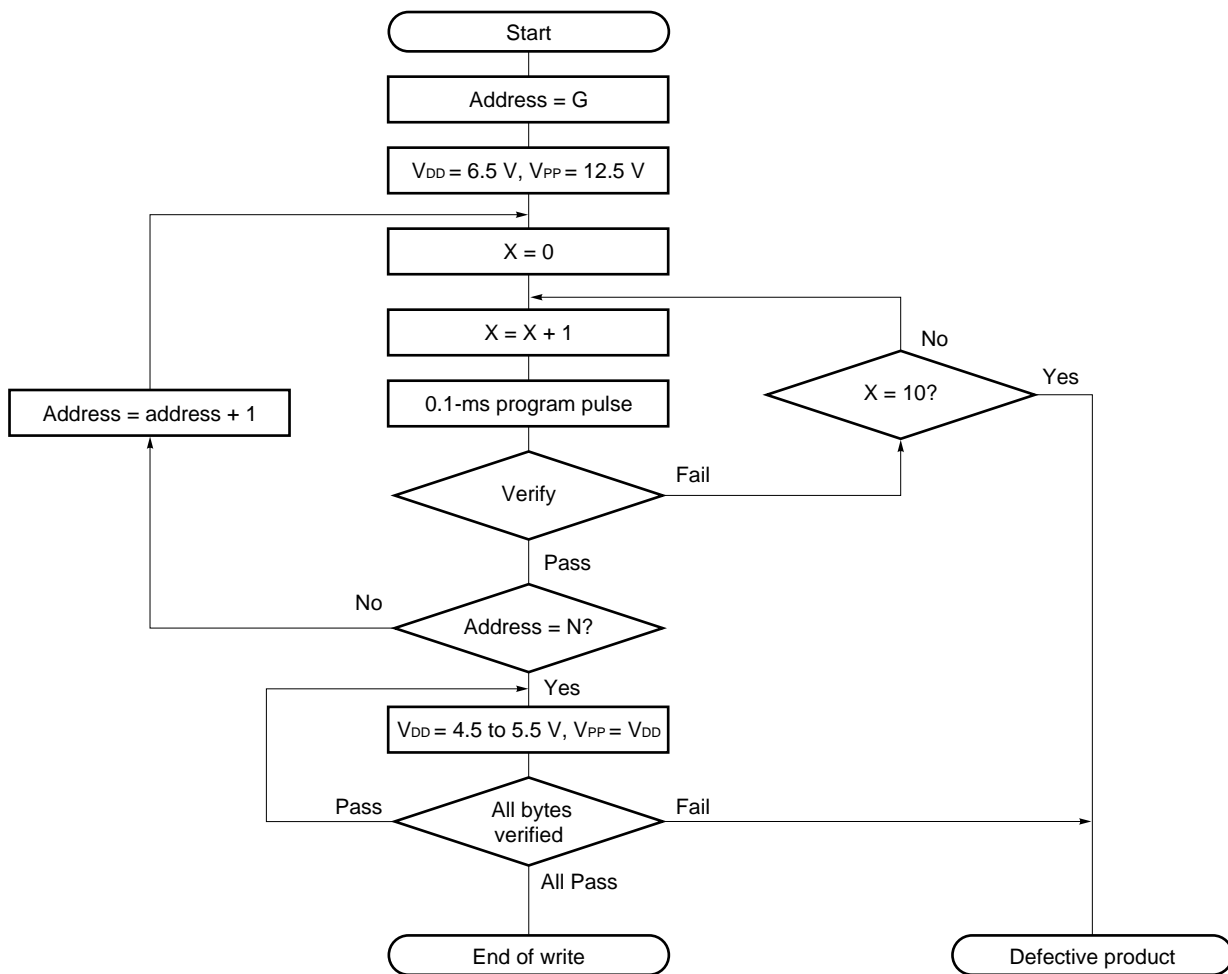 Start
Address = G
VDD = 6.5 V, VPP = 12.5 V
X = 0
X = X + 1
No
Yes
X = 10?
Address = address + 1
0.1-ms program pulse
Fail
Verify
Pass
No
Address = N?
Yes
VDD = 4.5 to 5.5 V, VPP = VDD
Pass
All bytes
verified
Fail
All Pass
End of write
Defective product